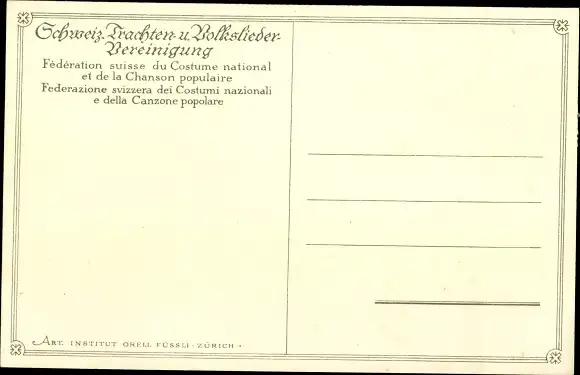 Schweiz. Trachten- u. Volkslieder-
Vereinigung
Fédération suisse du Costume national
et de la Chanson populaire
Federazione svizzera dei Costumi nazionali
e della Canzone popolare
ART. INSTITUT ORELL FÜSSLI · ZÜRICH ·